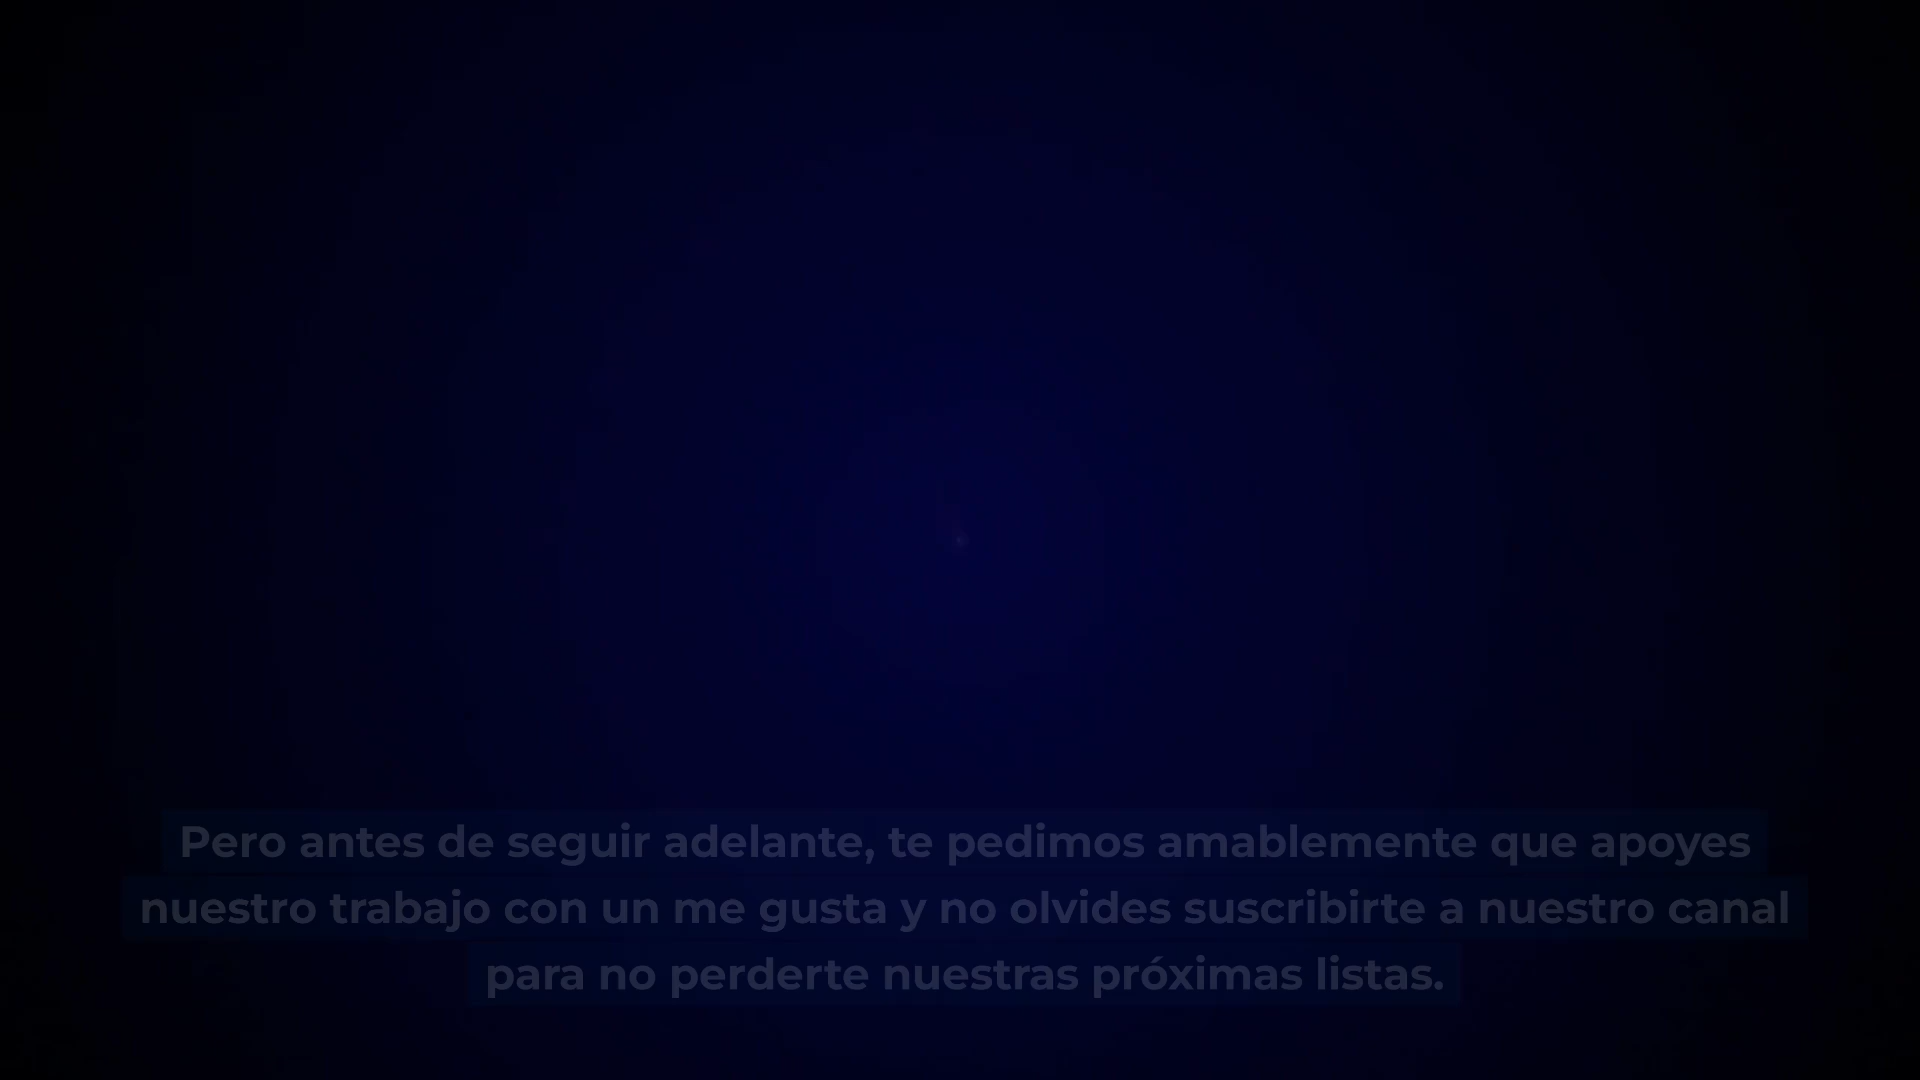 Pero antes de seguir adelante, te pedimos amablemente que apoyes
nuestro trabajo con un me gusta y no olvides suscribirte a nuestro canal
para no perderte nuestras próximas listas.